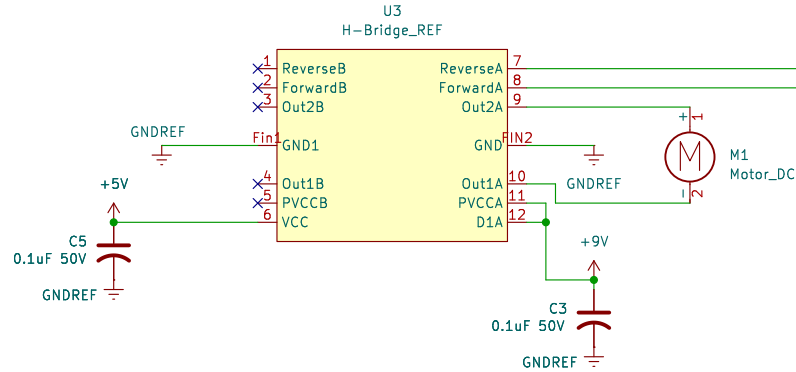 U3
H-Bridge_REF
1 ReverseB
2 ForwardB
3 Out2B
Fin1 GND1
4 Out1B
5 PVCCB
6 VCC
ReverseA 7
ForwardA 8
Out2A 9
GND FIN2
Out1A 10
PVCCA 11
D1A 12
GNDREF
+5V
C5
0.1uF 50V
GNDREF
GNDREF
+ 1
M
M1
Motor_DC
- 2
+9V
C3
0.1uF 50V
GNDREF